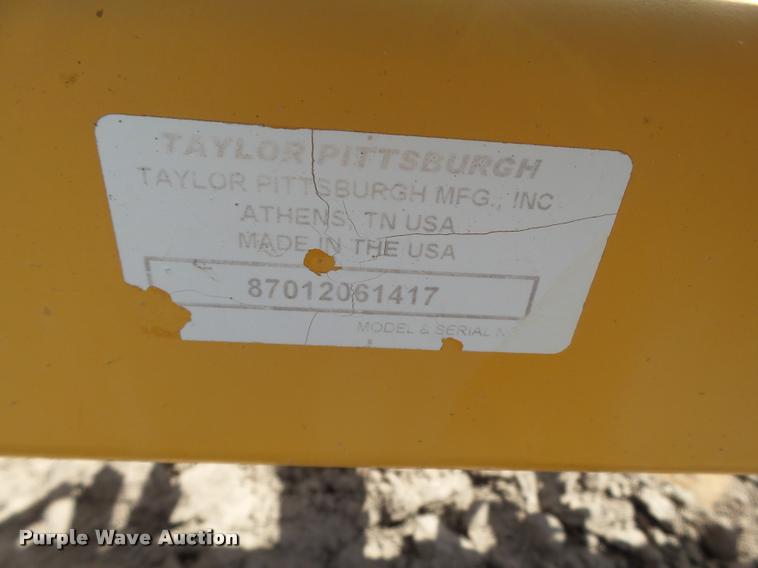 TAYLOR PITTSBURGH
TAYLOR PITTSBURGH MFG., INC
ATHENS, TN USA
MADE IN THE USA
87012061417
MODEL & SERIAL
Purple Wave Auction